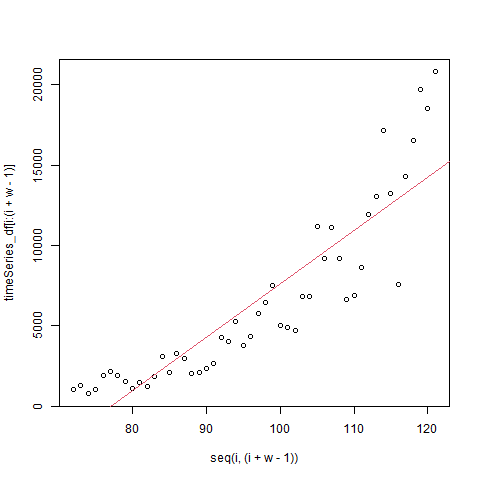 20000
15000
10000
5000
0
timeSeries_df[i:(i + w - 1)]
80 90 100 110 120
seq(i, (i + w - 1))